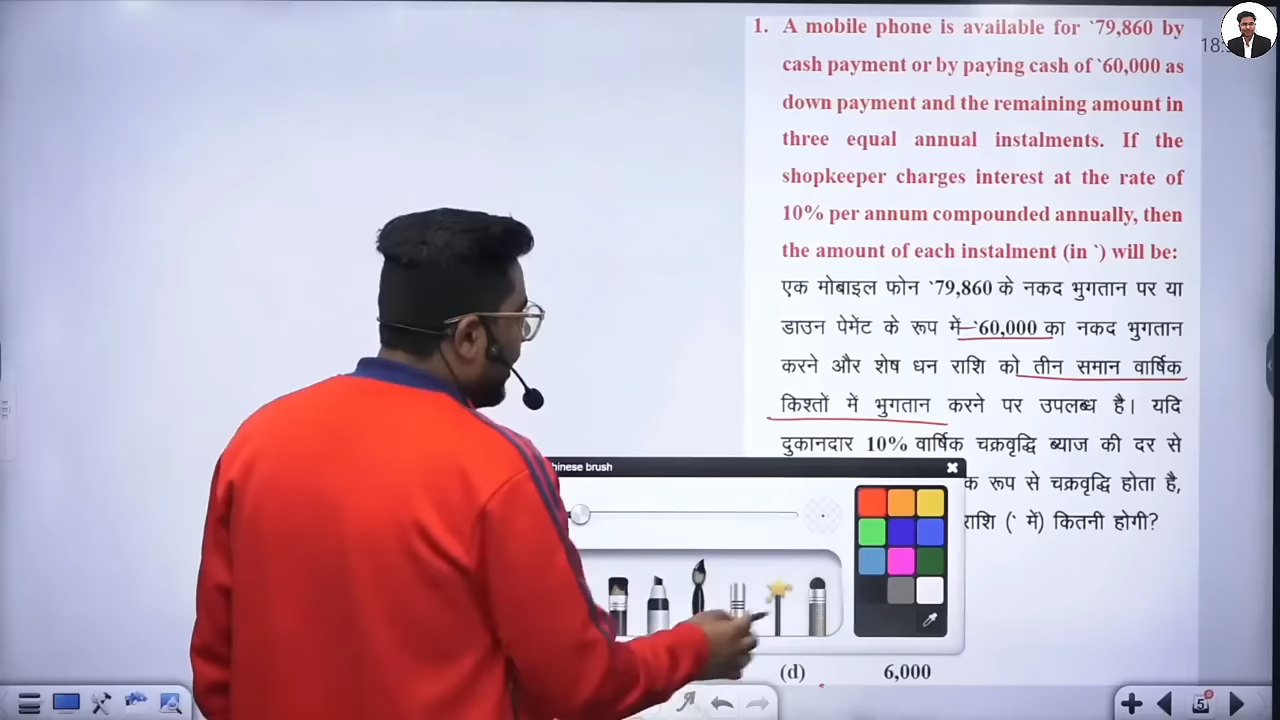 1. A mobile phone is available for `79,860 by
cash payment or by paying cash of `60,000 as
down payment and the remaining amount in
three equal annual instalments. If the
shopkeeper charges interest at the rate of
10% per annum compounded annually, then
the amount of each instalment (in `) will be:
एक मोबाइल फोन `79,860 के नकद भुगतान पर या
डाउन पेमेंट के रूप में `60,000 का नकद भुगतान
करने और शेष धन राशि को तीन समान वार्षिक
किश्तों में भुगतान करने पर उपलब्ध है। यदि
दुकानदार 10% वार्षिक चक्रवृद्धि ब्याज की दर से
रूप से चक्रवृद्धि होता है,
राशि (` में) कितनी होगी?
brush
(d) 6,000
5